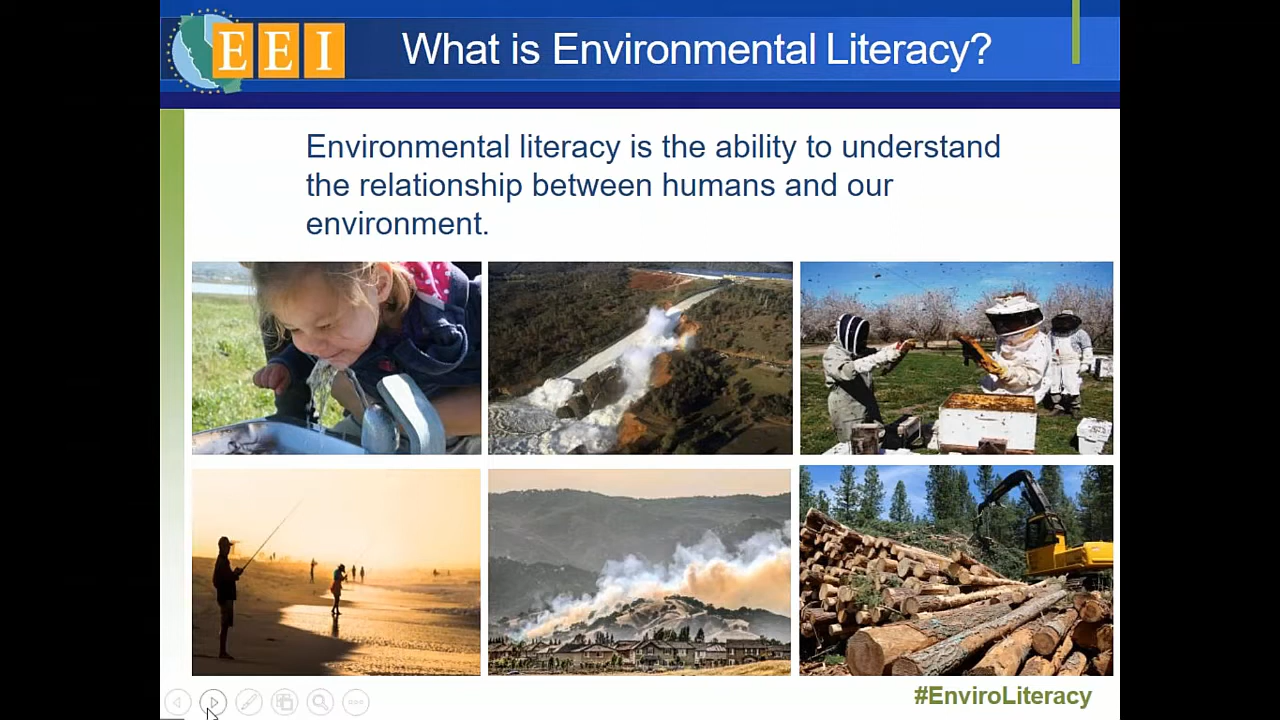 EEI
What is Environmental Literacy?
Environmental literacy is the ability to understand
the relationship between humans and our
environment.
#EnviroLiteracy